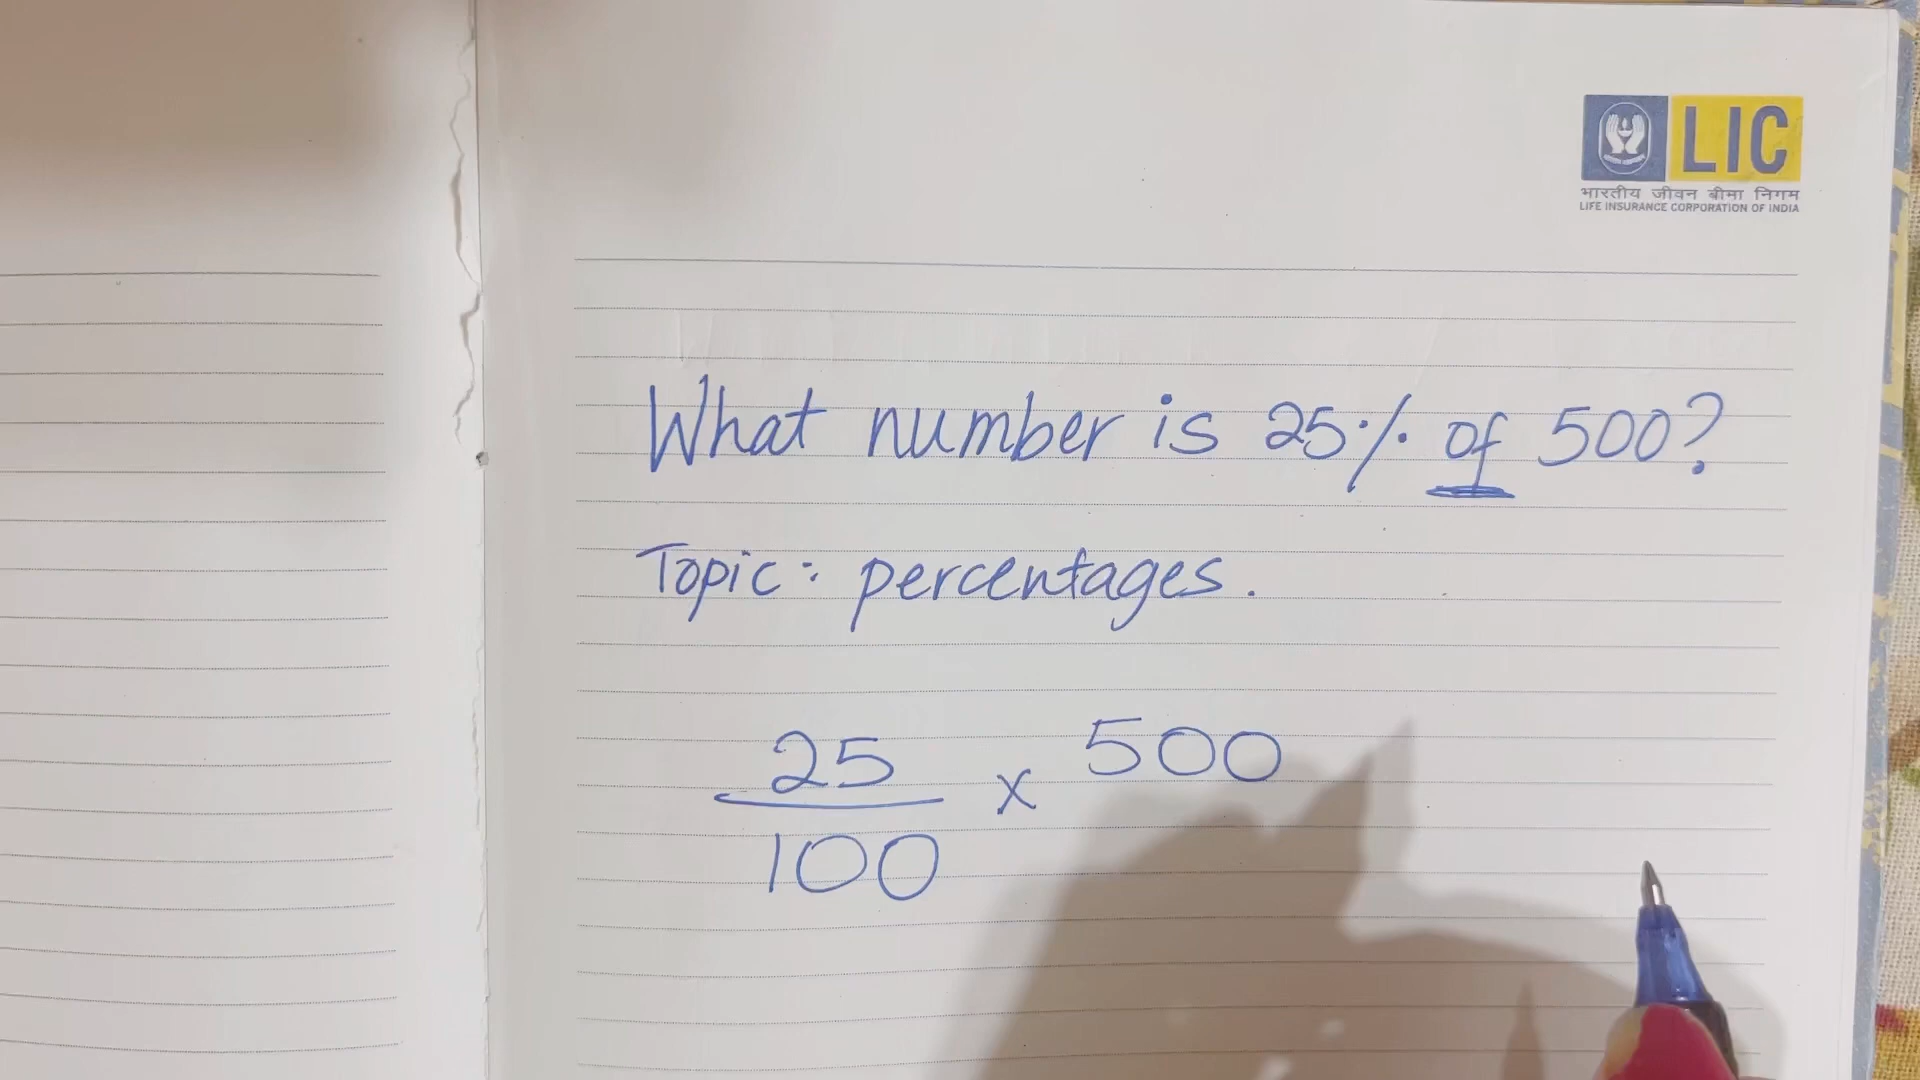 LIC
भारतीय जीवन बीमा निगम
LIFE INSURANCE CORPORATION OF INDIA
What number is 25% of 500?
Topic: percentages.
25
100
× 500